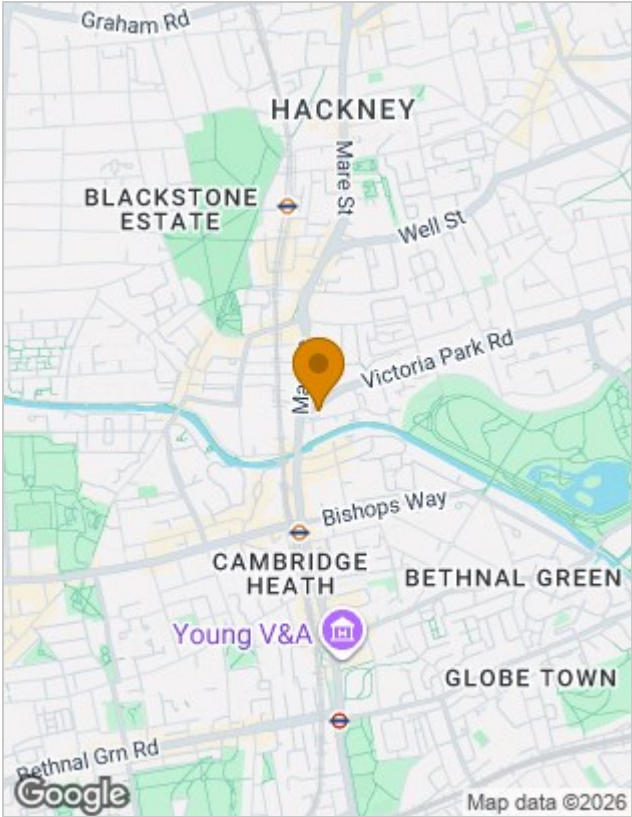 Graham Rd
HACKNEY
Mare St
BLACKSTONE
ESTATE
Well St
Victoria Park Rd
Bishops Way
CAMBRIDGE
HEATH
BETHNAL GREEN
Young V&A
GLOBE TOWN
Bethnal Grn Rd
Google
Map data ©2026